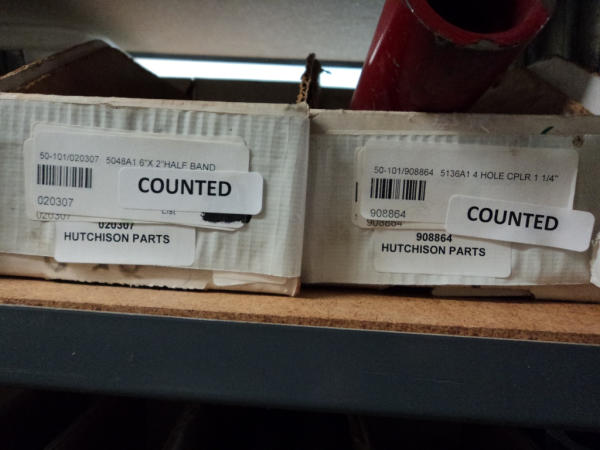 50-101/020307 5048A1 6"X 2"HALF BAND
COUNTED
020307
List
020307
020307
HUTCHISON PARTS
50-101/908864 5136A1 4 HOLE CPLR 1 1/4"
COUNTED
908864
908864
908864
HUTCHISON PARTS